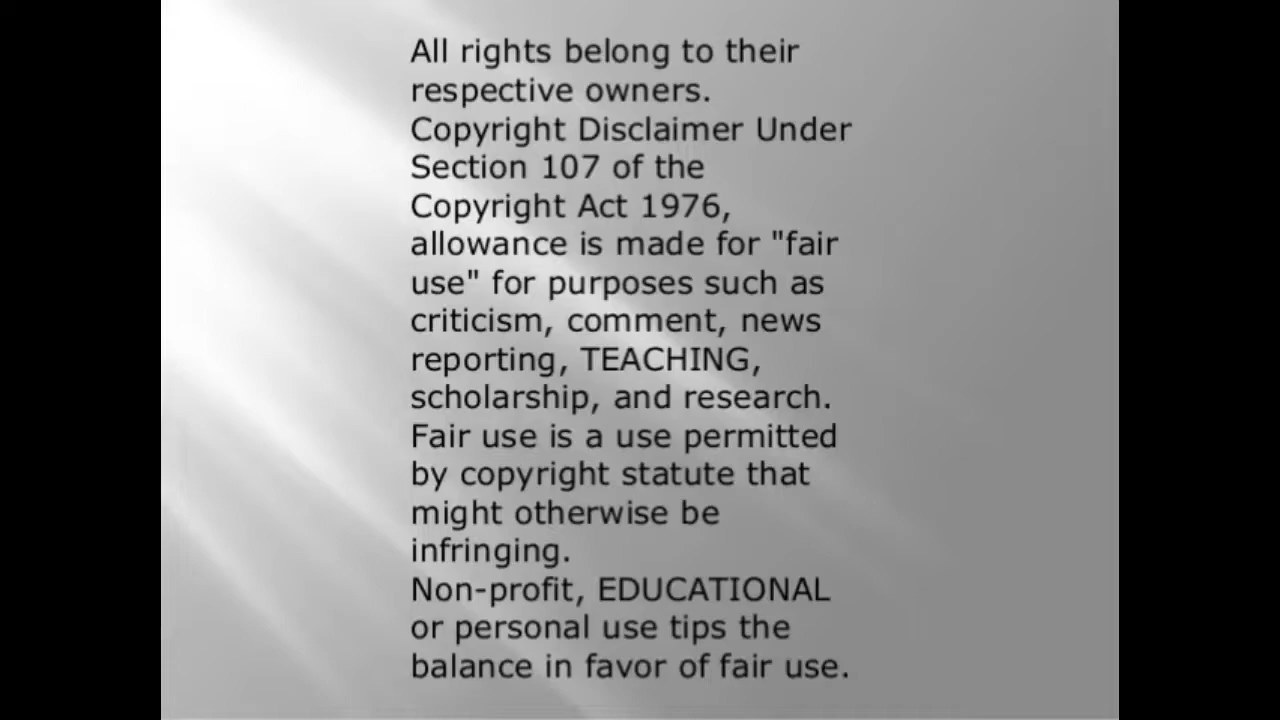 All rights belong to their
respective owners.
Copyright Disclaimer Under
Section 107 of the
Copyright Act 1976,
allowance is made for "fair
use" for purposes such as
criticism, comment, news
reporting, TEACHING,
scholarship, and research.
Fair use is a use permitted
by copyright statute that
might otherwise be
infringing.
Non-profit, EDUCATIONAL
or personal use tips the
balance in favor of fair use.